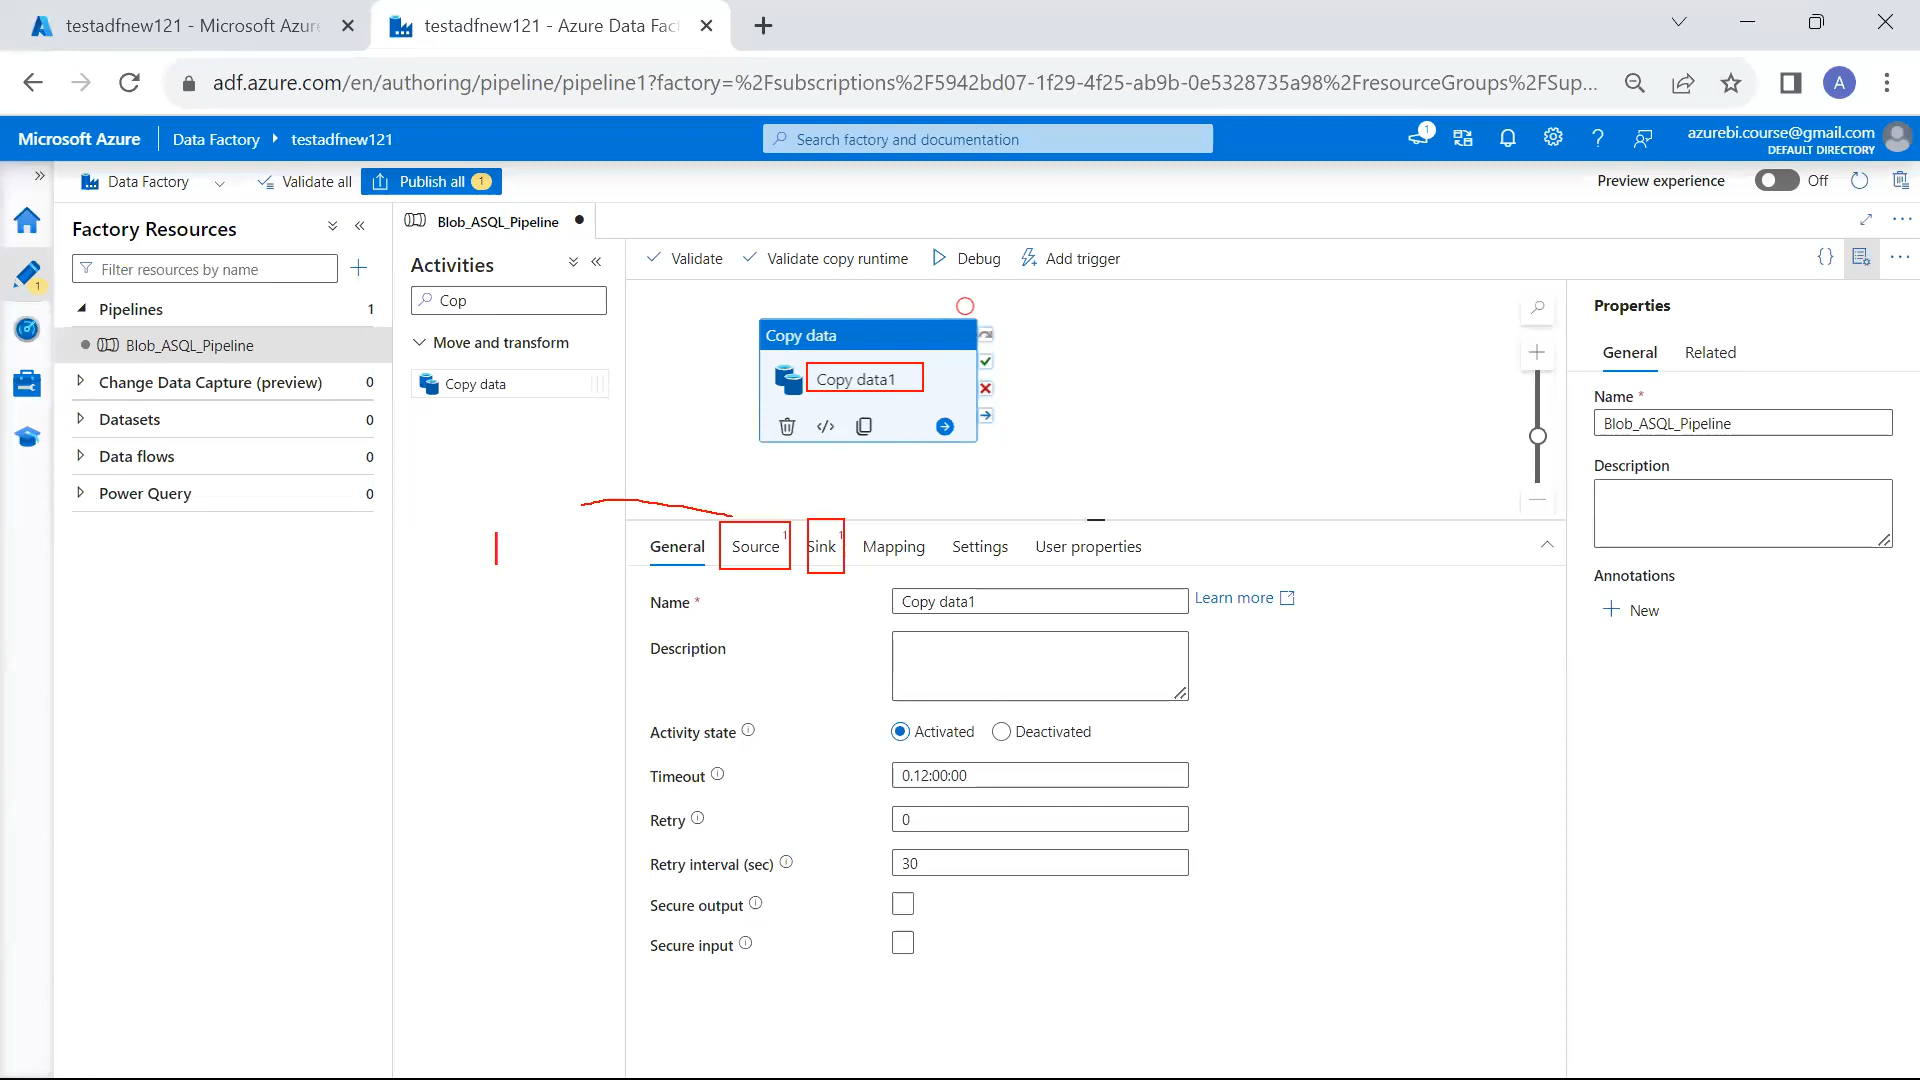 testadfnew121 - Microsoft Azur
testadfnew121 - Azure Data Fac
adf.azure.com/en/authoring/pipeline/pipeline1?factory=%2Fsubscriptions%2F5942bd07-1f29-4f25-ab9b-0e5328735a98%2FresourceGroups%2FSup...
A
Microsoft Azure
Data Factory
testadfnew121
Search factory and documentation
1
azurebi.course@gmail.com
DEFAULT DIRECTORY
Data Factory
Validate all
Publish all 1
Preview experience
Off
1
Factory Resources
Filter resources by name
Pipelines 1
Blob_ASQL_Pipeline
Change Data Capture (preview) 0
Datasets 0
Data flows 0
Power Query 0
Blob_ASQL_Pipeline
Activities
Cop
Move and transform
Copy data
Validate
Validate copy runtime
Debug
Add trigger
Copy data
Copy data1
General
Source 1
Sink 1
Mapping
Settings
User properties
Name *
Copy data1
Learn more
Description
Activity state
Activated
Deactivated
Timeout
0.12:00:00
Retry
0
Retry interval (sec)
30
Secure output
Secure input
Properties
General
Related
Name *
Blob_ASQL_Pipeline
Description
Annotations
New